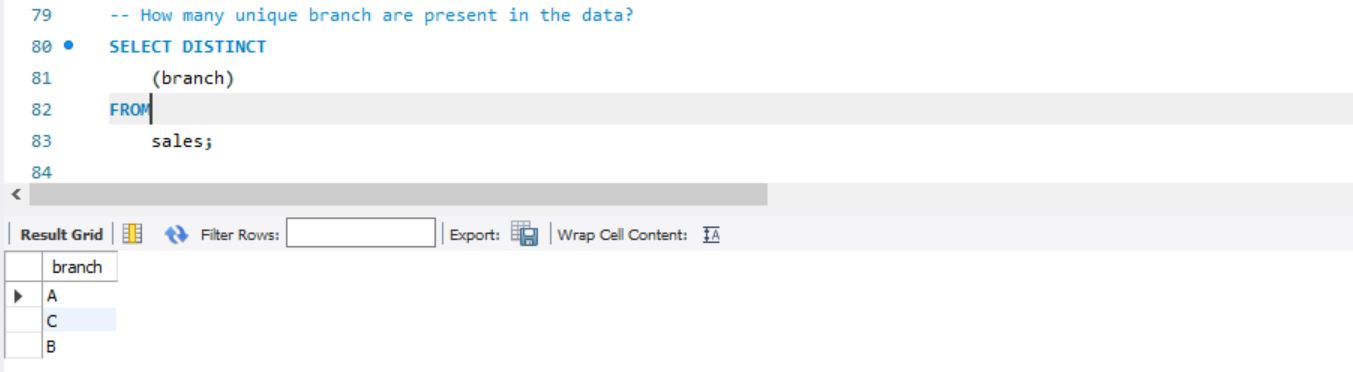 79 -- How many unique branch are present in the data?
80 SELECT DISTINCT
81 (branch)
82 FROM
83 sales;
84
Result Grid Filter Rows: Export: Wrap Cell Content:
branch
A
C
B